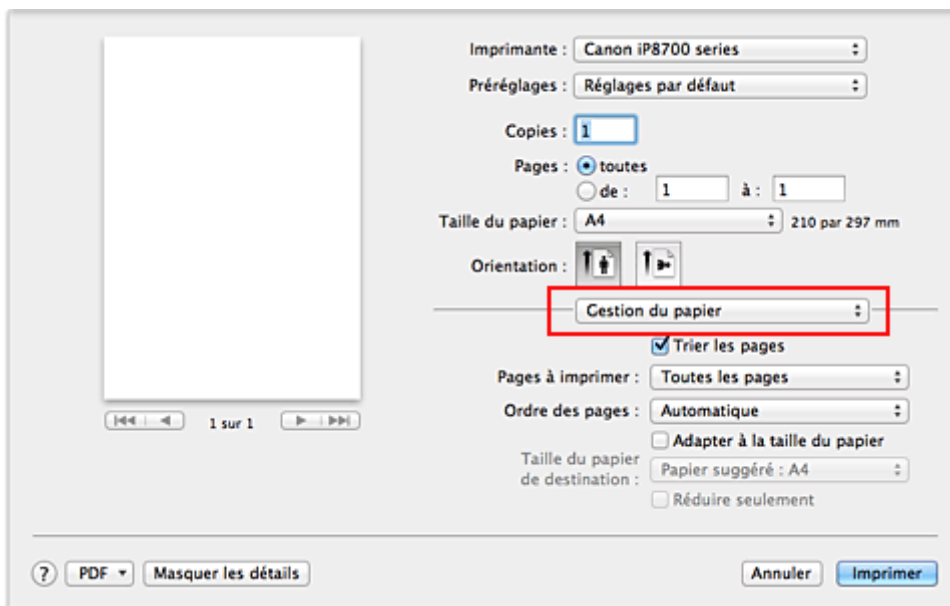 Imprimante : Canon iP8700 series
Préréglages : Réglages par défaut
Copies : 1
Pages : toutes
de : 1 à : 1
Taille du papier : A4 210 par 297 mm
Orientation :
Gestion du papier
Trier les pages
Pages à imprimer : Toutes les pages
Ordre des pages : Automatique
Adapter à la taille du papier
Taille du papier
de destination : Papier suggéré : A4
Réduire seulement
1 sur 1
? PDF Masquer les détails Annuler Imprimer